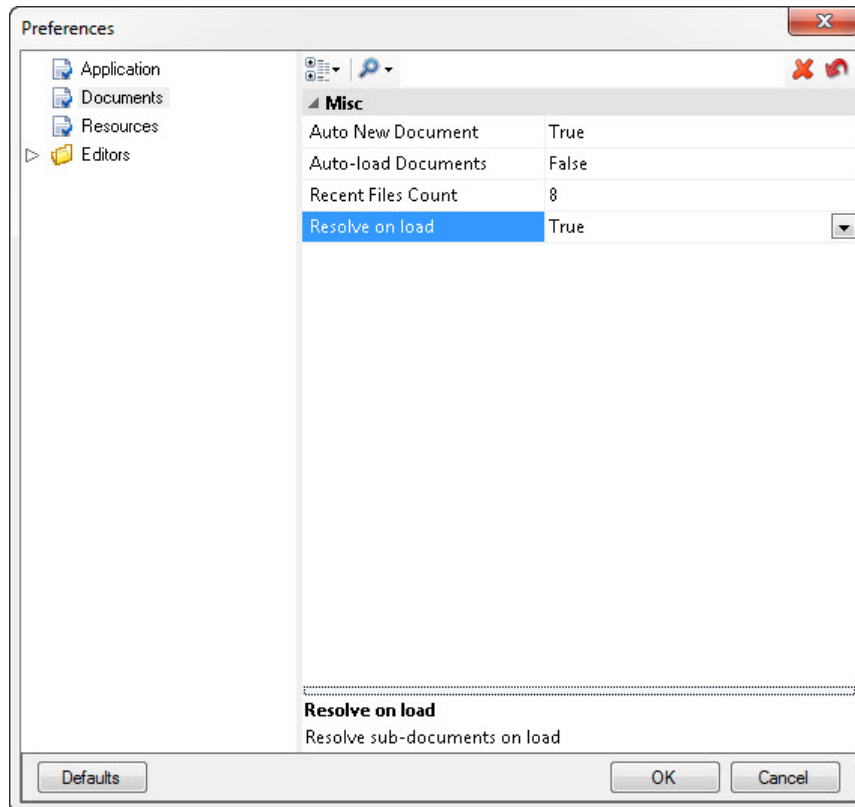 Preferences
Application
Documents
Resources
Editors
Misc
Auto New Document True
Auto-load Documents False
Recent Files Count 8
Resolve on load True
Resolve on load
Resolve sub-documents on load
Defaults OK Cancel